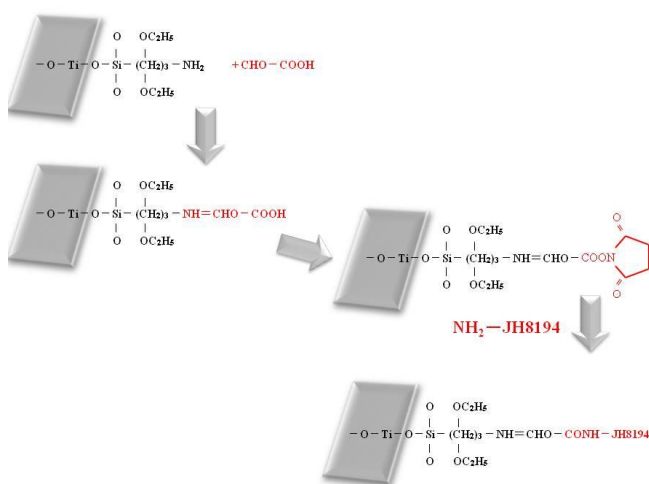 O OC₂H₅
–O–Ti–O–Si–(CH₂)₃–NH₂ +CHO–COOH
O OC₂H₅
O OC₂H₅
–O–Ti–O–Si–(CH₂)₃–NH=CHO–COOH
O OC₂H₅
O
O OC₂H₅
–O–Ti–O–Si–(CH₂)₃–NH=CHO–COON
O OC₂H₅
O
NH₂–JH8194
O OC₂H₅
–O–Ti–O–Si–(CH₂)₃–NH=CHO–CONH–JH8194
O OC₂H₅